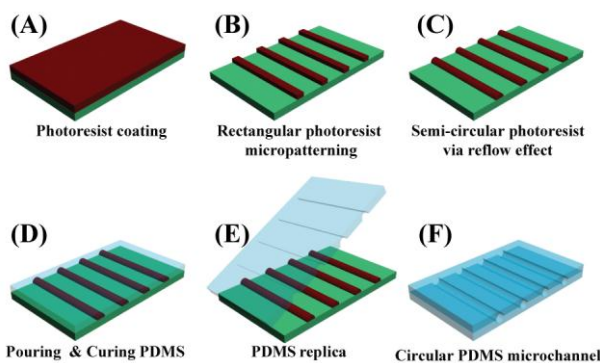 (A)
(B)
(C)
Photoresist coating
Rectangular photoresist
micropatterning
Semi-circular photoresist
via reflow effect
(D)
(E)
(F)
Pouring & Curing PDMS
PDMS replica
Circular PDMS microchannel